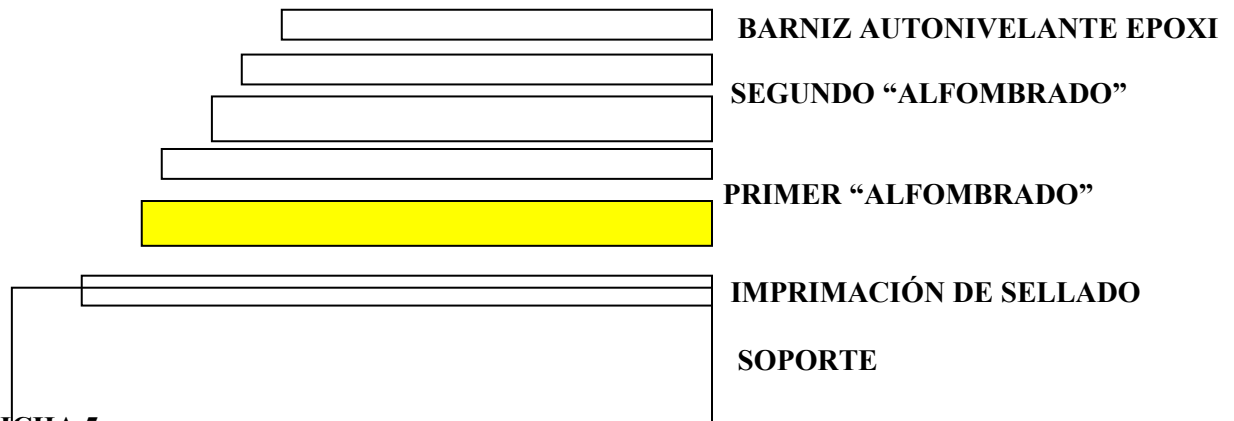 BARNIZ AUTONIVELANTE EPOXI
SEGUNDO “ALFOMBRADO”
PRIMER “ALFOMBRADO”
IMPRIMACIÓN DE SELLADO
SOPORTE